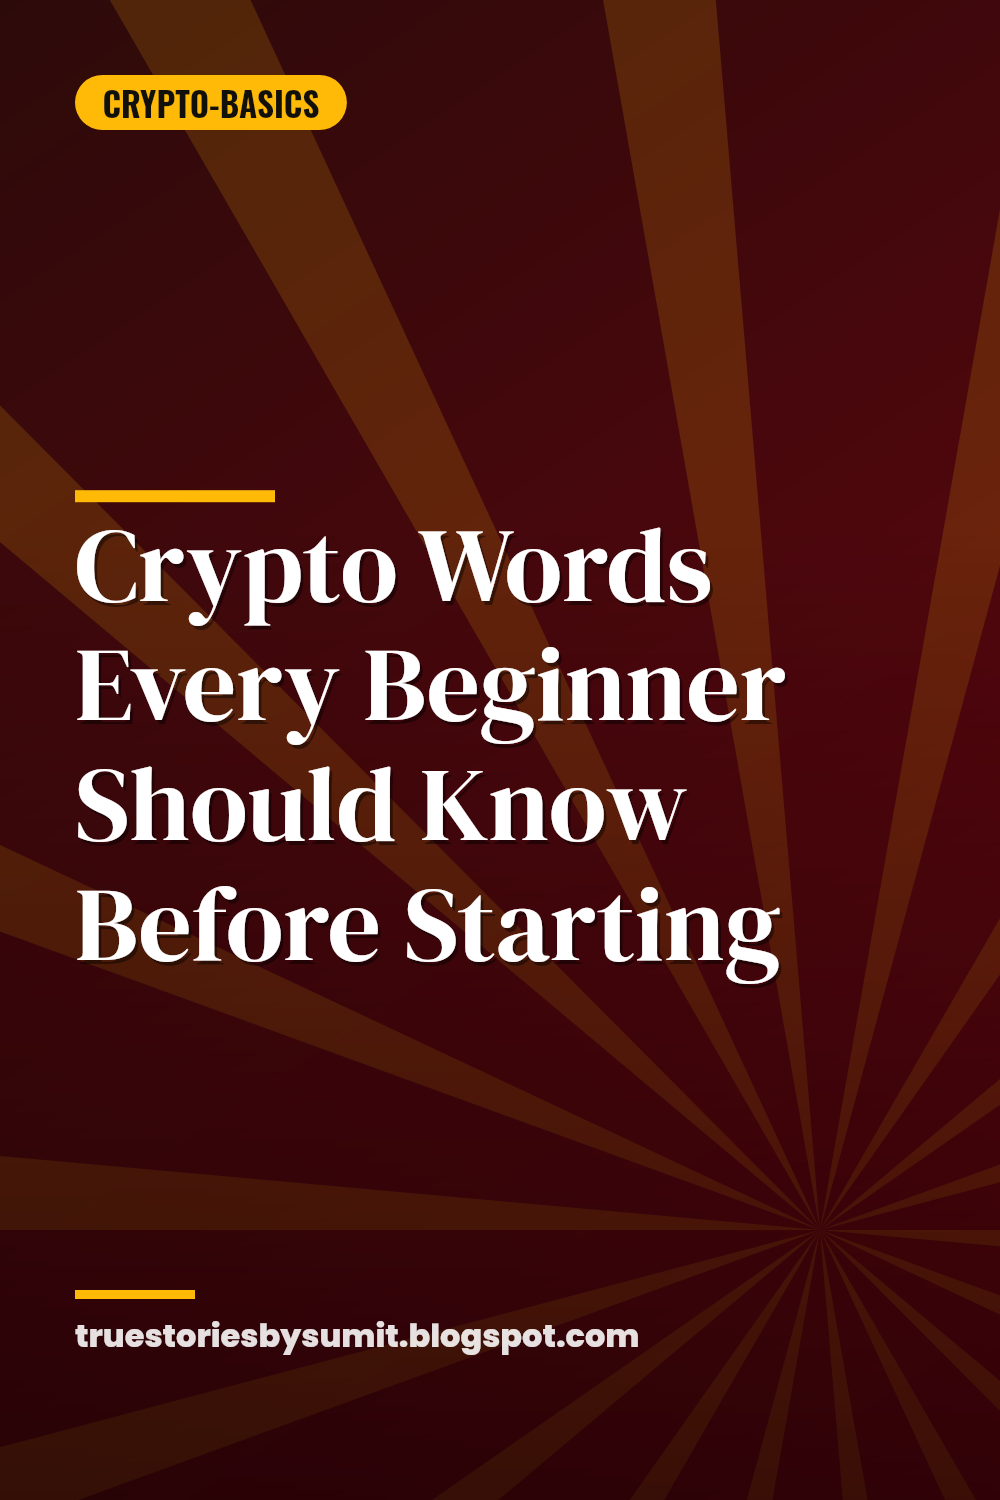 CRYPTO-BASICS
Crypto Words
Every Beginner
Should Know
Before Starting
truestoriesbysumit.blogspot.com